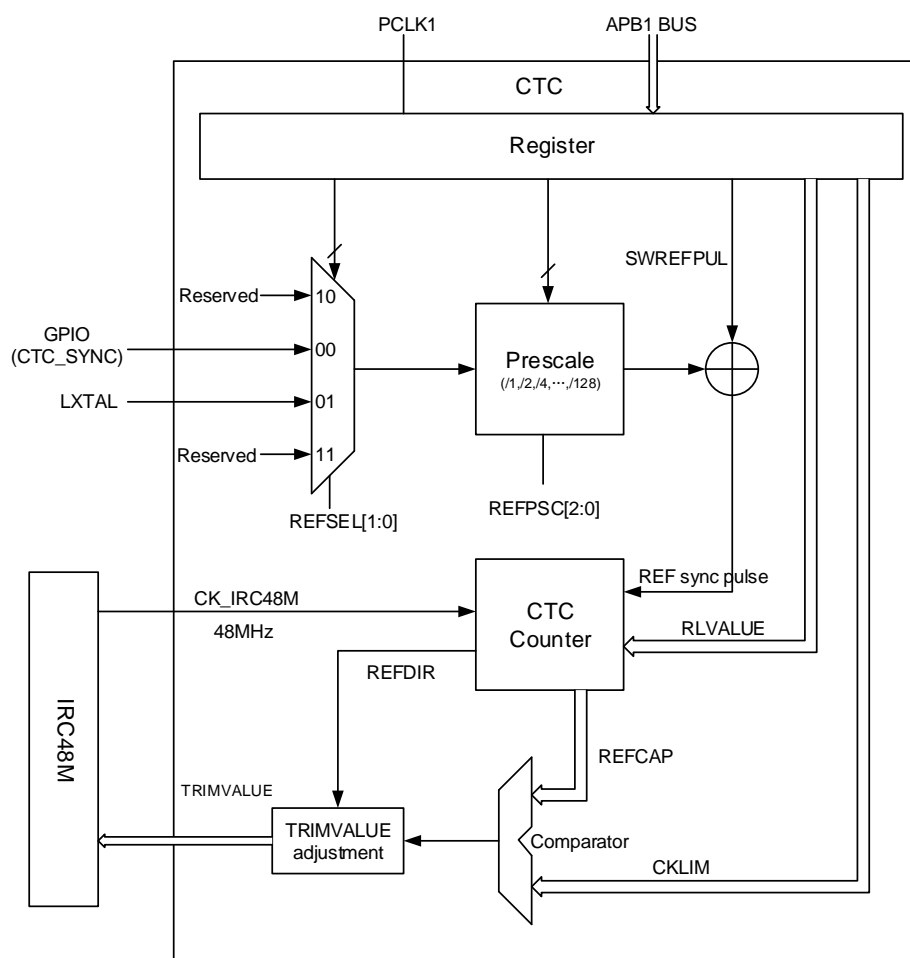 PCLK1
APB1 BUS
CTC
Register
SWREFPUL
Reserved
10
GPIO
(CTC_SYNC)
00
Prescale
(/1,/2,/4,···,/128)
LXTAL
01
Reserved
11
REFSEL[1:0]
REFPSC[2:0]
REF sync pulse
CK_IRC48M
48MHz
CTC
Counter
RLVALUE
REFDIR
IRC48M
REFCAP
TRIMVALUE
TRIMVALUE
adjustment
Comparator
CKLIM